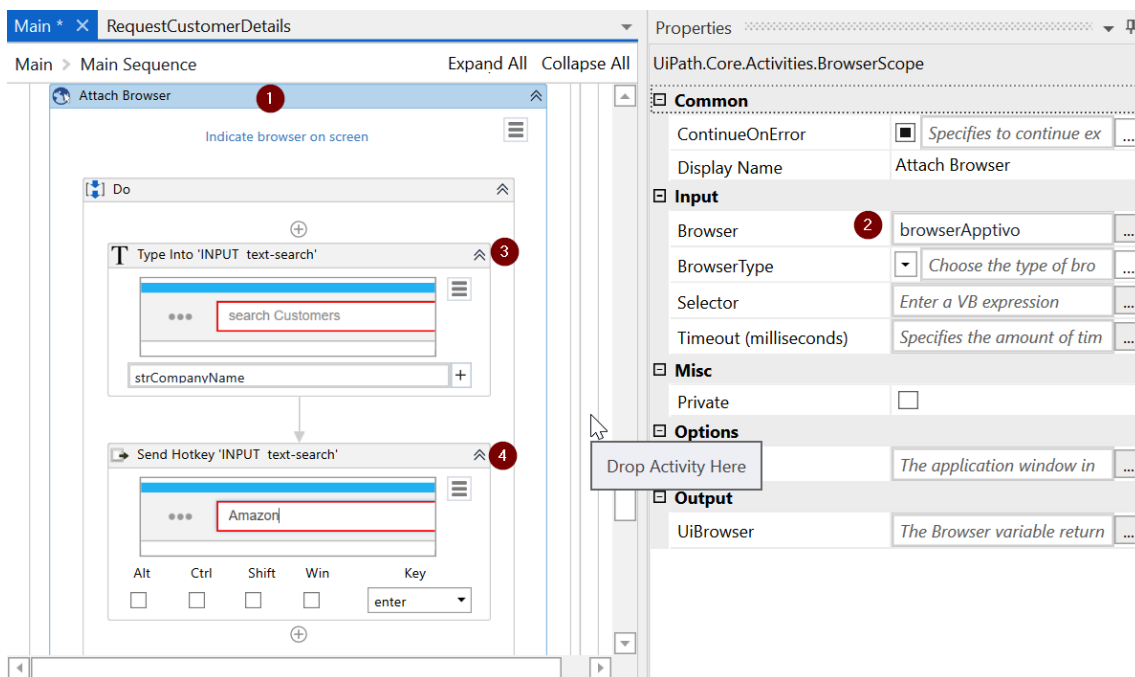 Main * ✕ RequestCustomerDetails
Main > Main Sequence Expand All Collapse All
Attach Browser 1
Indicate browser on screen
Do
Type Into 'INPUT text-search' 3
search Customers
strCompanyName +
Send Hotkey 'INPUT text-search' 4
Amazon
Alt Ctrl Shift Win Key
enter
Drop Activity Here
Properties
UiPath.Core.Activities.BrowserScope
Common
ContinueOnError Specifies to continue ex ...
Display Name Attach Browser
Input
Browser 2 browserApptivo ...
BrowserType Choose the type of bro ...
Selector Enter a VB expression ...
Timeout (milliseconds) Specifies the amount of tim ...
Misc
Private
Options
The application window in ...
Output
UiBrowser The Browser variable return ...